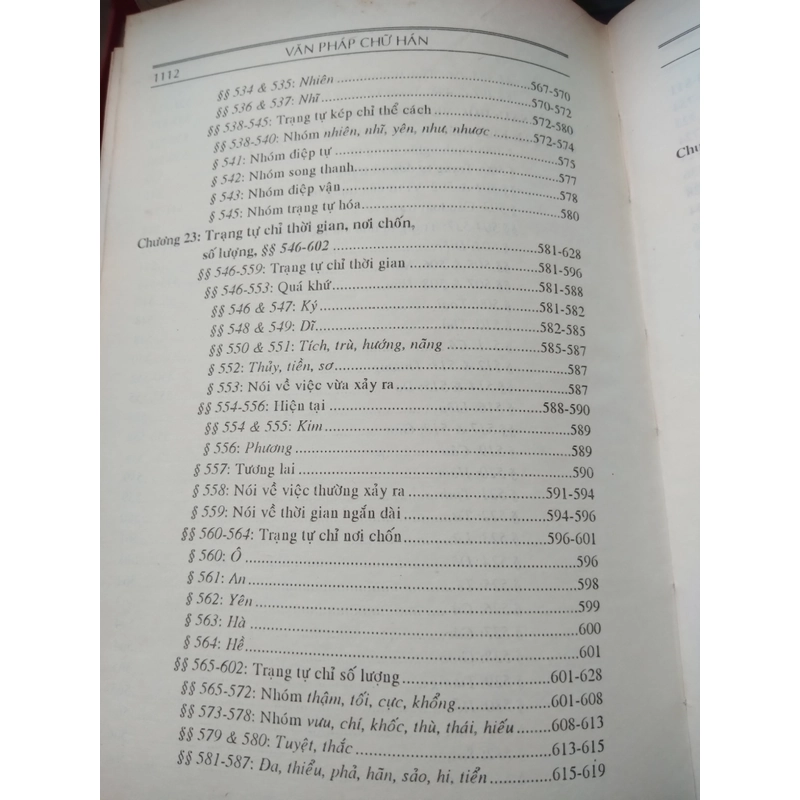 1112
VĂN PHÁP CHỮ HÁN
§§ 534 & 535: Nhiên ........ 567-570
§§ 536 & 537: Nhĩ ........ 570-572
§§ 538-545: Trạng tự kép chỉ thể cách ........ 572-580
§§ 538-540: Nhóm nhiên, nhĩ, yên, như, nhược ........ 572-574
§ 541: Nhóm điệp tự ........ 575
§ 542: Nhóm song thanh ........ 577
§ 543: Nhóm điệp vận ........ 578
§ 545: Nhóm trạng tự hóa ........ 580
Chương 23: Trạng tự chỉ thời gian, nơi chốn,
số lượng, §§ 546-602 ........ 581-628
§§ 546-559: Trạng tự chỉ thời gian ........ 581-596
§§ 546-553: Quá khứ ........ 581-588
§§ 546 & 547: Ký ........ 581-582
§§ 548 & 549: Dĩ ........ 582-585
§§ 550 & 551: Tích, trù, hướng, nãng ........ 585-587
§ 552: Thủy, tiền, sơ ........ 587
§ 553: Nói về việc vừa xảy ra ........ 587
§§ 554-556: Hiện tại ........ 588-590
§§ 554 & 555: Kim ........ 589
§ 556: Phương ........ 589
§ 557: Tương lai ........ 590
§ 558: Nói về việc thường xảy ra ........ 591-594
§ 559: Nói về thời gian ngắn dài ........ 594-596
§§ 560-564: Trạng tự chỉ nơi chốn ........ 596-601
§ 560: Ô ........ 596
§ 561: An ........ 598
§ 562: Yên ........ 599
§ 563: Hà ........ 600
§ 564: Hề ........ 601
§§ 565-602: Trạng tự chỉ số lượng ........ 601-628
§§ 565-572: Nhóm thậm, tối, cực, khổng ........ 601-608
§§ 573-578: Nhóm vưu, chí, khốc, thù, thái, hiếu ........ 608-613
§§ 579 & 580: Tuyệt, thắc ........ 613-615
§§ 581-587: Đa, thiểu, phả, hãn, sảo, hi, tiển ........ 615-619
Chu